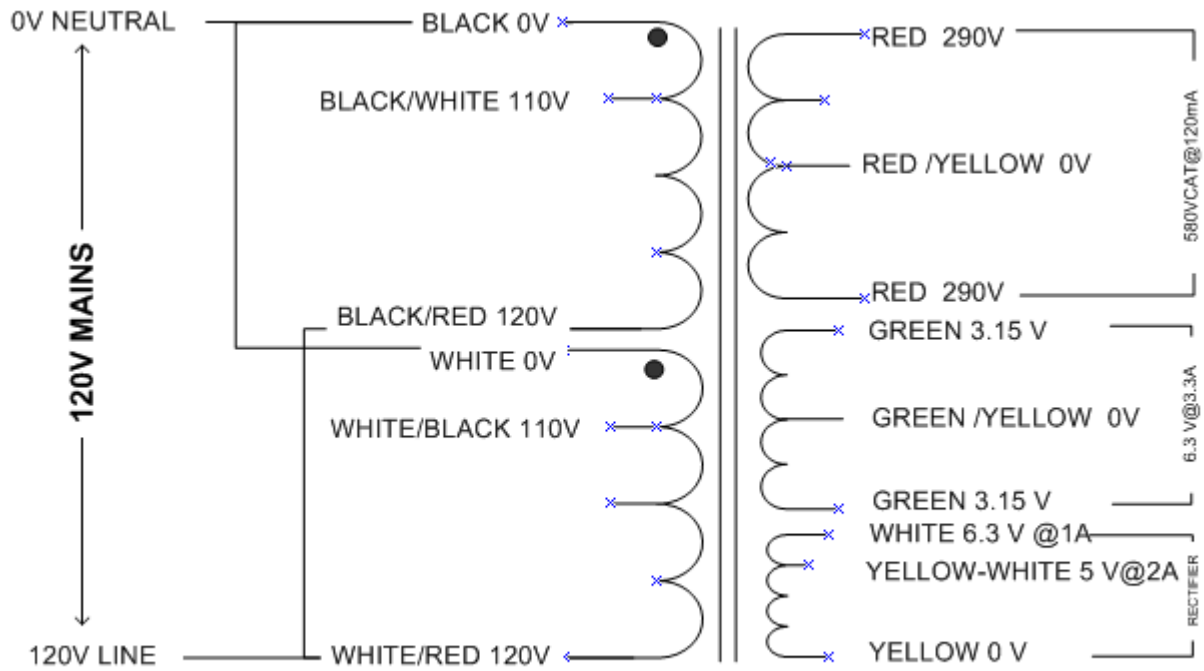 0V NEUTRAL
BLACK 0V
BLACK/WHITE 110V
BLACK/RED 120V
WHITE 0V
WHITE/BLACK 110V
WHITE/RED 120V
120V MAINS
120V LINE
RED 290V
RED /YELLOW 0V
RED 290V
580VCAT@120mA
GREEN 3.15 V
GREEN /YELLOW 0V
GREEN 3.15 V
6.3 V@3.3A
WHITE 6.3 V @1A
YELLOW-WHITE 5 V@2A
YELLOW 0 V
RECTIFIER